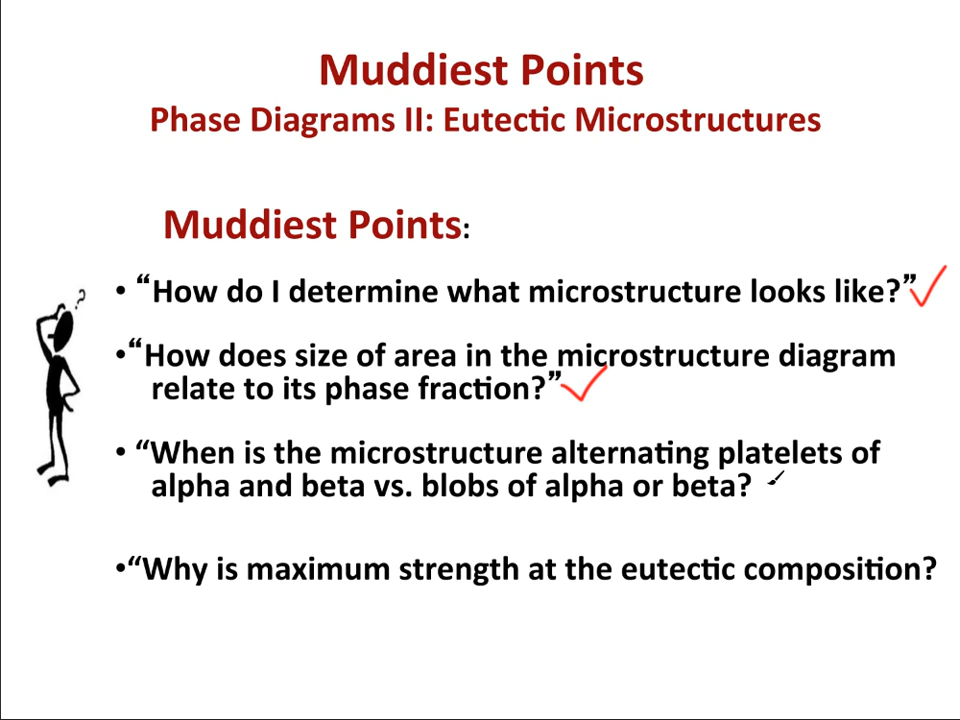 Muddiest Points
Phase Diagrams II: Eutectic Microstructures
Muddiest Points:
• “How do I determine what microstructure looks like?”
•“How does size of area in the microstructure diagram
relate to its phase fraction?”
• “When is the microstructure alternating platelets of
alpha and beta vs. blobs of alpha or beta?
•“Why is maximum strength at the eutectic composition?
?